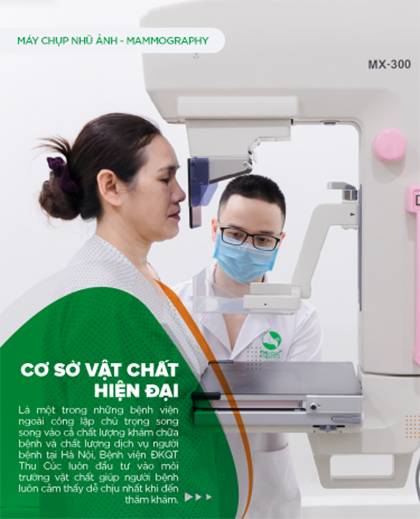 MÁY CHỤP NHŨ ẢNH - MAMMOGRAPHY
MX-300
CƠ SỞ VẬT CHẤT
HIỆN ĐẠI
Là một trong những bệnh viện
ngoài công lập chú trọng song
song vào cả chất lượng khám chữa
bệnh và chất lượng dịch vụ người
bệnh tại Hà Nội, Bệnh viện ĐKQT
Thu Cúc luôn đầu tư vào môi
trường vật chất giúp người bệnh
luôn cảm thấy dễ chịu nhất khi đến
thăm khám.